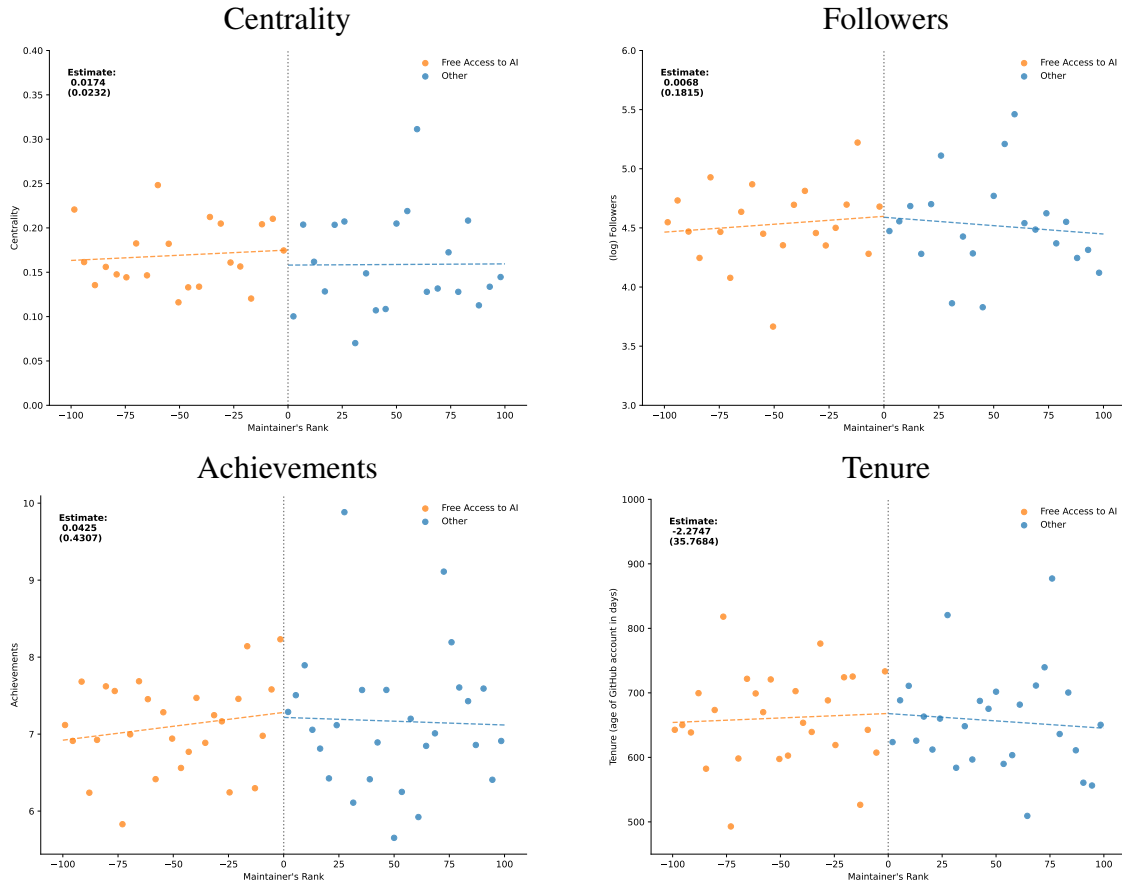 Centrality
0.40
0.35
0.30
0.25
0.20
0.15
0.10
0.05
0.00
Centrality
Estimate:
0.0174
(0.0232)
Free Access to AI
Other
−100 −75 −50 −25 0 25 50 75 100
Maintainer's Rank
Followers
6.0
5.5
5.0
4.5
4.0
3.5
3.0
(log) Followers
Estimate:
0.0068
(0.1815)
Free Access to AI
Other
−100 −75 −50 −25 0 25 50 75 100
Maintainer's Rank
Achievements
10
9
8
7
6
Achievements
Estimate:
0.0425
(0.4307)
Free Access to AI
Other
−100 −75 −50 −25 0 25 50 75 100
Maintainer's Rank
Tenure
1000
900
800
700
600
500
Tenure (age of GitHub account in days)
Estimate:
-2.2747
(35.7684)
Free Access to AI
Other
−100 −75 −50 −25 0 25 50 75 100
Maintainer's Rank